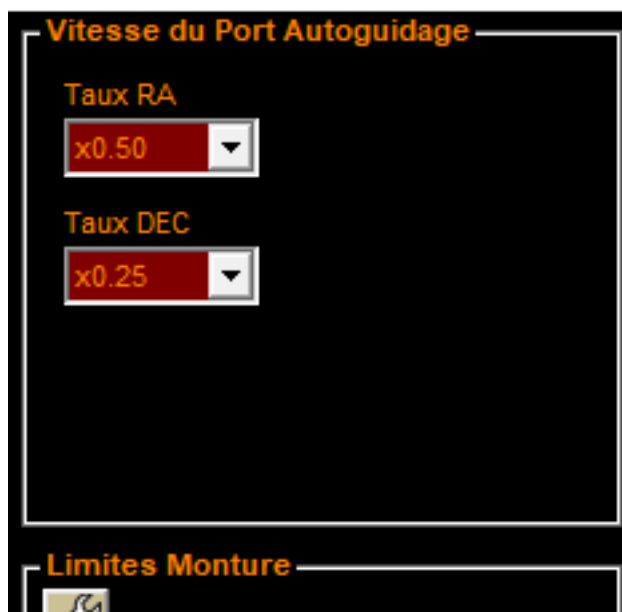 Vitesse du Port Autoguidage
Taux RA
x0.50
Taux DEC
x0.25
Limites Monture